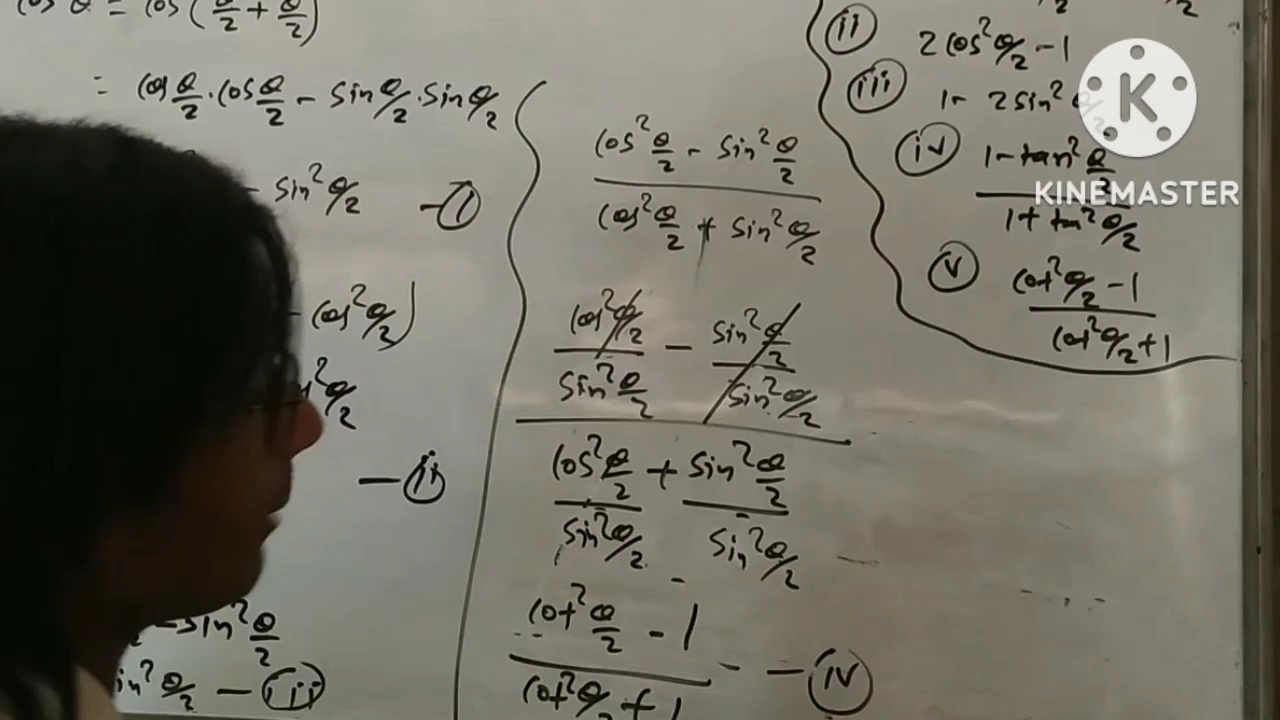 cos θ = cos(θ/2 + θ/2)
= cos θ/2 . cos θ/2 - sin θ/2 . sin θ/2
- sin²θ/2 - (i)
- cos²θ/2)
²θ/2
- (ii)
- sin²θ/2
in²θ/2 - (iii)
cos²θ/2 - sin²θ/2
cos²θ/2 + sin²θ/2
cos²θ/2 - sin²θ/2
sin²θ/2 sin²θ/2
cos²θ/2 + sin²θ/2
sin²θ/2 sin²θ/2
cot²θ/2 - 1
cot²θ/2 + 1 - - (iv)
(ii) 2cos²θ/2 - 1
(iii) 1 - 2sin²
(iv) 1 - tan²θ/2
1 + tan²θ/2
(v) cot²θ/2 - 1
cot²θ/2 + 1
K
KINEMASTER